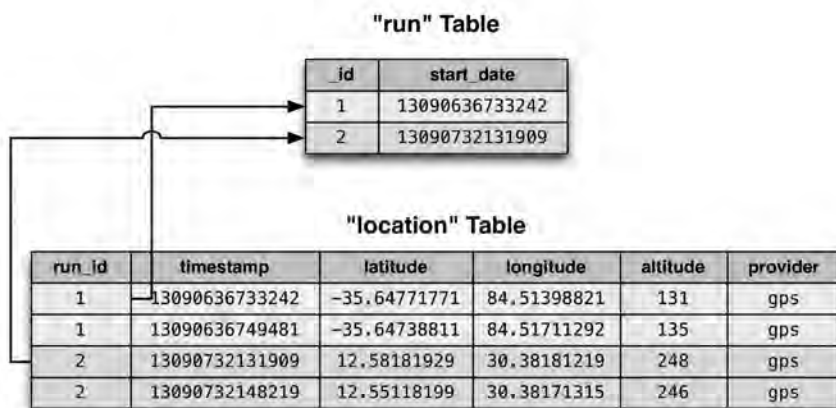 "run" Table
_id start_date
1 13090636733242
2 13090732131909
"location" Table
run_id timestamp latitude longitude altitude provider
1 13090636733242 -35.64771771 84.51398821 131 gps
1 13090636749481 -35.64738811 84.51711292 135 gps
2 13090732131909 12.58181929 30.38181219 248 gps
2 13090732148219 12.55118199 30.38171315 246 gps